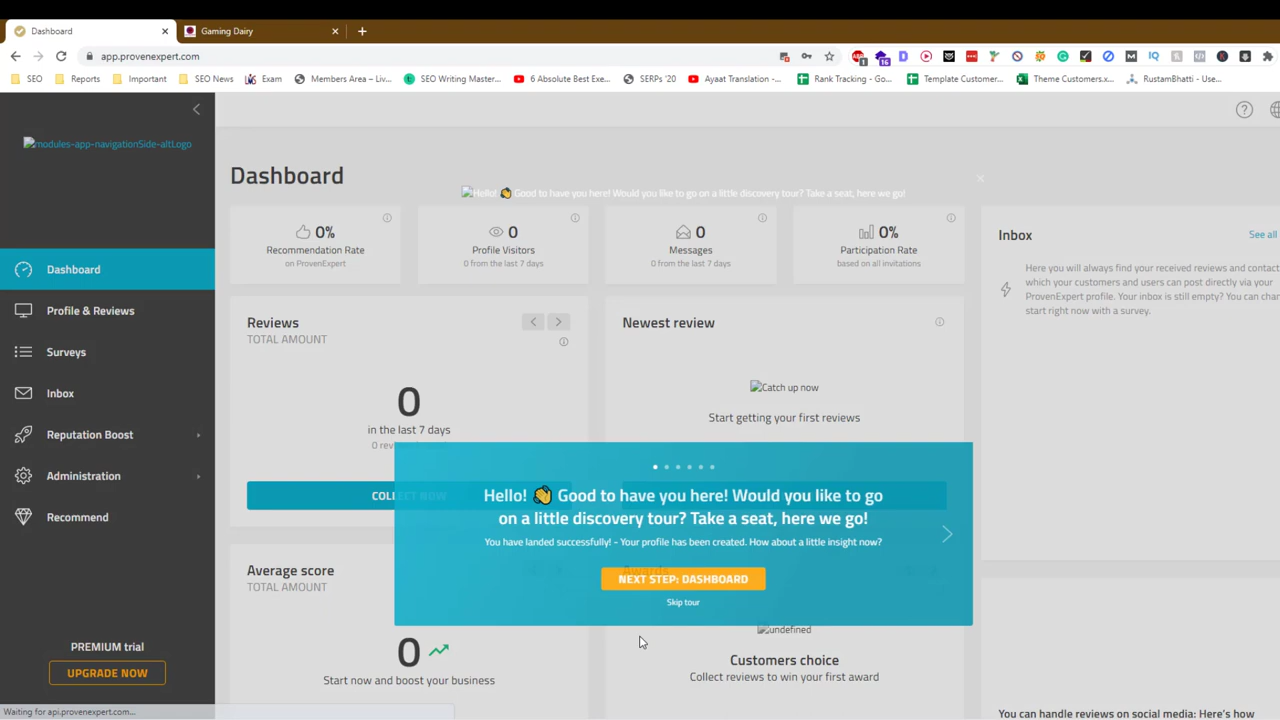 Dashboard
Gaming Dairy
app.provenexpert.com
SEO
Reports
Important
SEO News
Exam
Members Area – Liv...
SEO Writing Master...
6 Absolute Best Exe...
SERPs '20
Ayaat Translation -...
Rank Tracking - Go...
Template Customer...
Theme Customers.x...
RustamBhatti - Use...
modules-app-navigationSide-altLogo
Dashboard
Profile & Reviews
Surveys
Inbox
Reputation Boost
Administration
Recommend
PREMIUM trial
UPGRADE NOW
Dashboard
Hello! 👋 Good to have you here! Would you like to go on a little discovery tour? Take a seat, here we go!
0%
Recommendation Rate
on ProvenExpert
0
Profile Visitors
0 from the last 7 days
0
Messages
0 from the last 7 days
0%
Participation Rate
based on all invitations
Inbox
See all
Here you will always find your received reviews and contact
which your customers and users can post directly via your
ProvenExpert profile. Your inbox is still empty? You can chan
start right now with a survey.
Reviews
TOTAL AMOUNT
0
in the last 7 days
COLLECT NOW
Newest review
Catch up now
Start getting your first reviews
Hello! 👋 Good to have you here! Would you like to go
on a little discovery tour? Take a seat, here we go!
You have landed successfully! - Your profile has been created. How about a little insight now?
NEXT STEP: DASHBOARD
Skip tour
Average score
TOTAL AMOUNT
0
Start now and boost your business
Awards
undefined
Customers choice
Collect reviews to win your first award
You can handle reviews on social media: Here's how
Waiting for api.provenexpert.com...